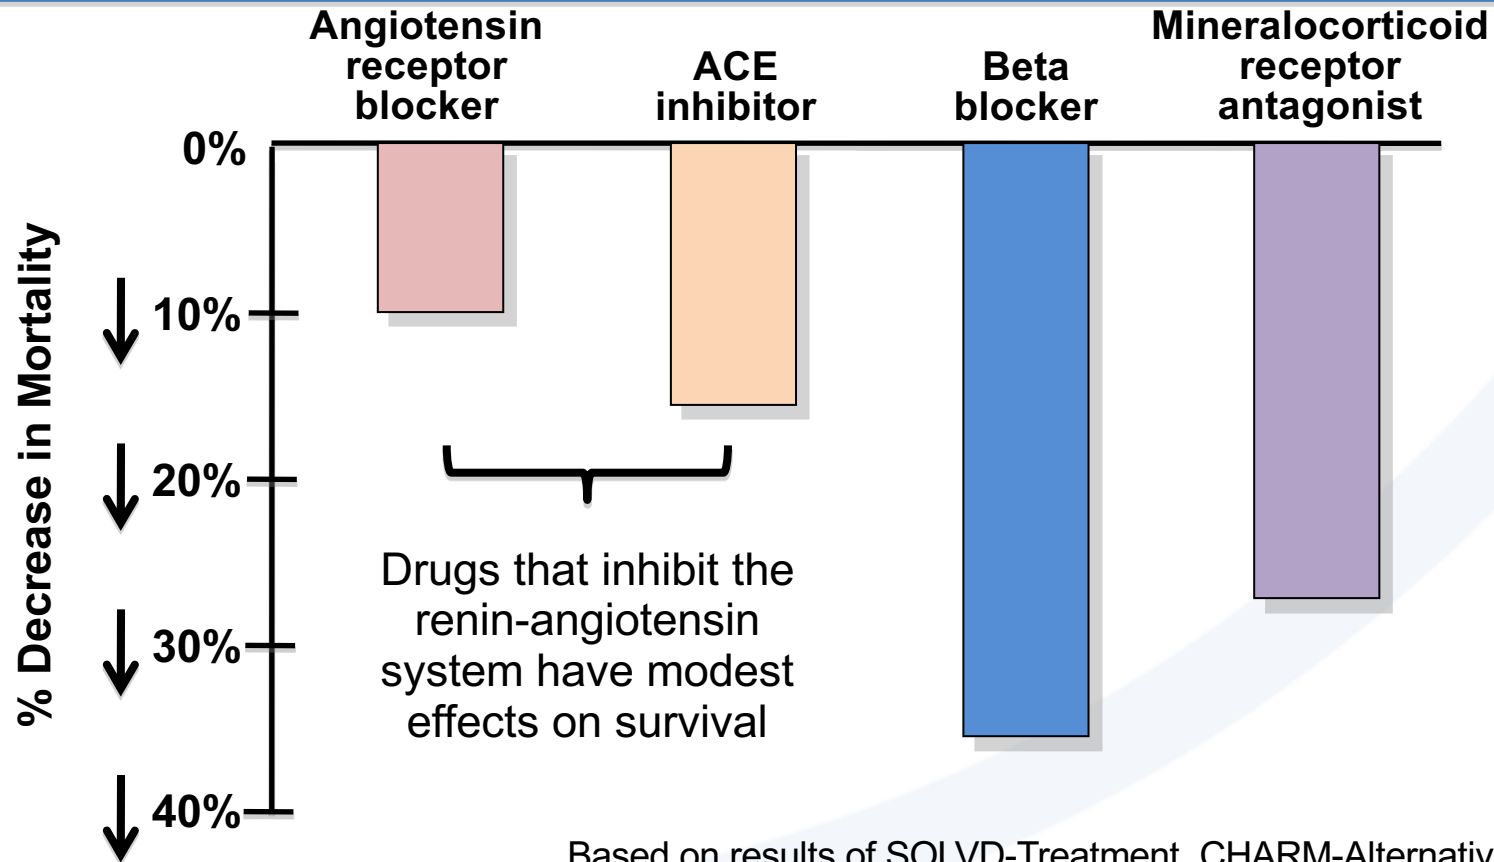 Angiotensin
receptor
blocker
ACE
inhibitor
Beta
blocker
Mineralocorticoid
receptor
antagonist
0%
10%
20%
30%
40%
% Decrease in Mortality
Drugs that inhibit the
renin-angiotensin
system have modest
effects on survival
Based on results of SOLVD-Treatment, CHARM-Alternativ